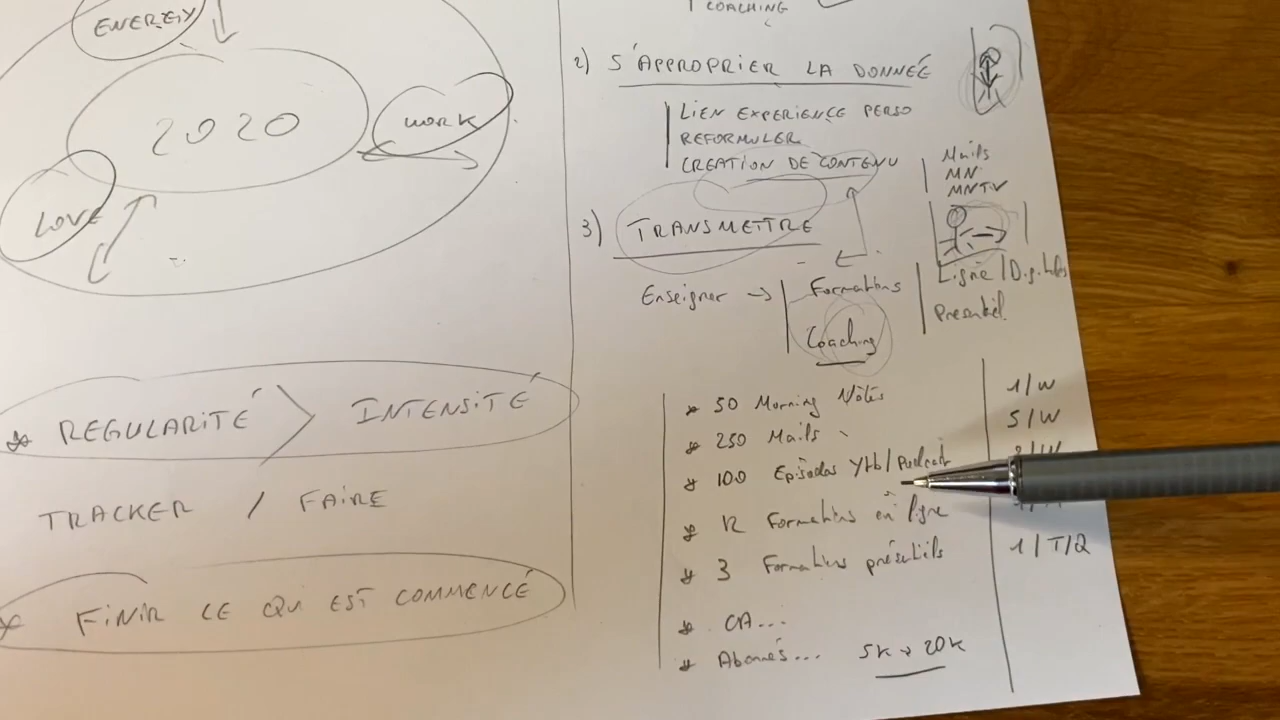 ENERGY
2020
WORK
LOVE
REGULARITÉ > INTENSITÉ
TRACKER / FAIRE
FINIR CE QUI EST COMMENCÉ
COACHING
2) S'APPROPRIER LA DONNÉE
LIEN EXPERIENCE PERSO
REFORMULER
CREATION DE CONTENU
Mails
MN
MNTV
3) TRANSMETTRE
Enseigner → Formations
Coaching
Ligne / Digitales
Présentiel
* 50 Morning Notes 1/W
* 250 Mails 5/W
* 100 Episodes Ytb/Podcast
* 12 Formations en ligne
* 3 Formations présentiels 1/T/Q
* CA...
* Abonnés... 5K → 20K